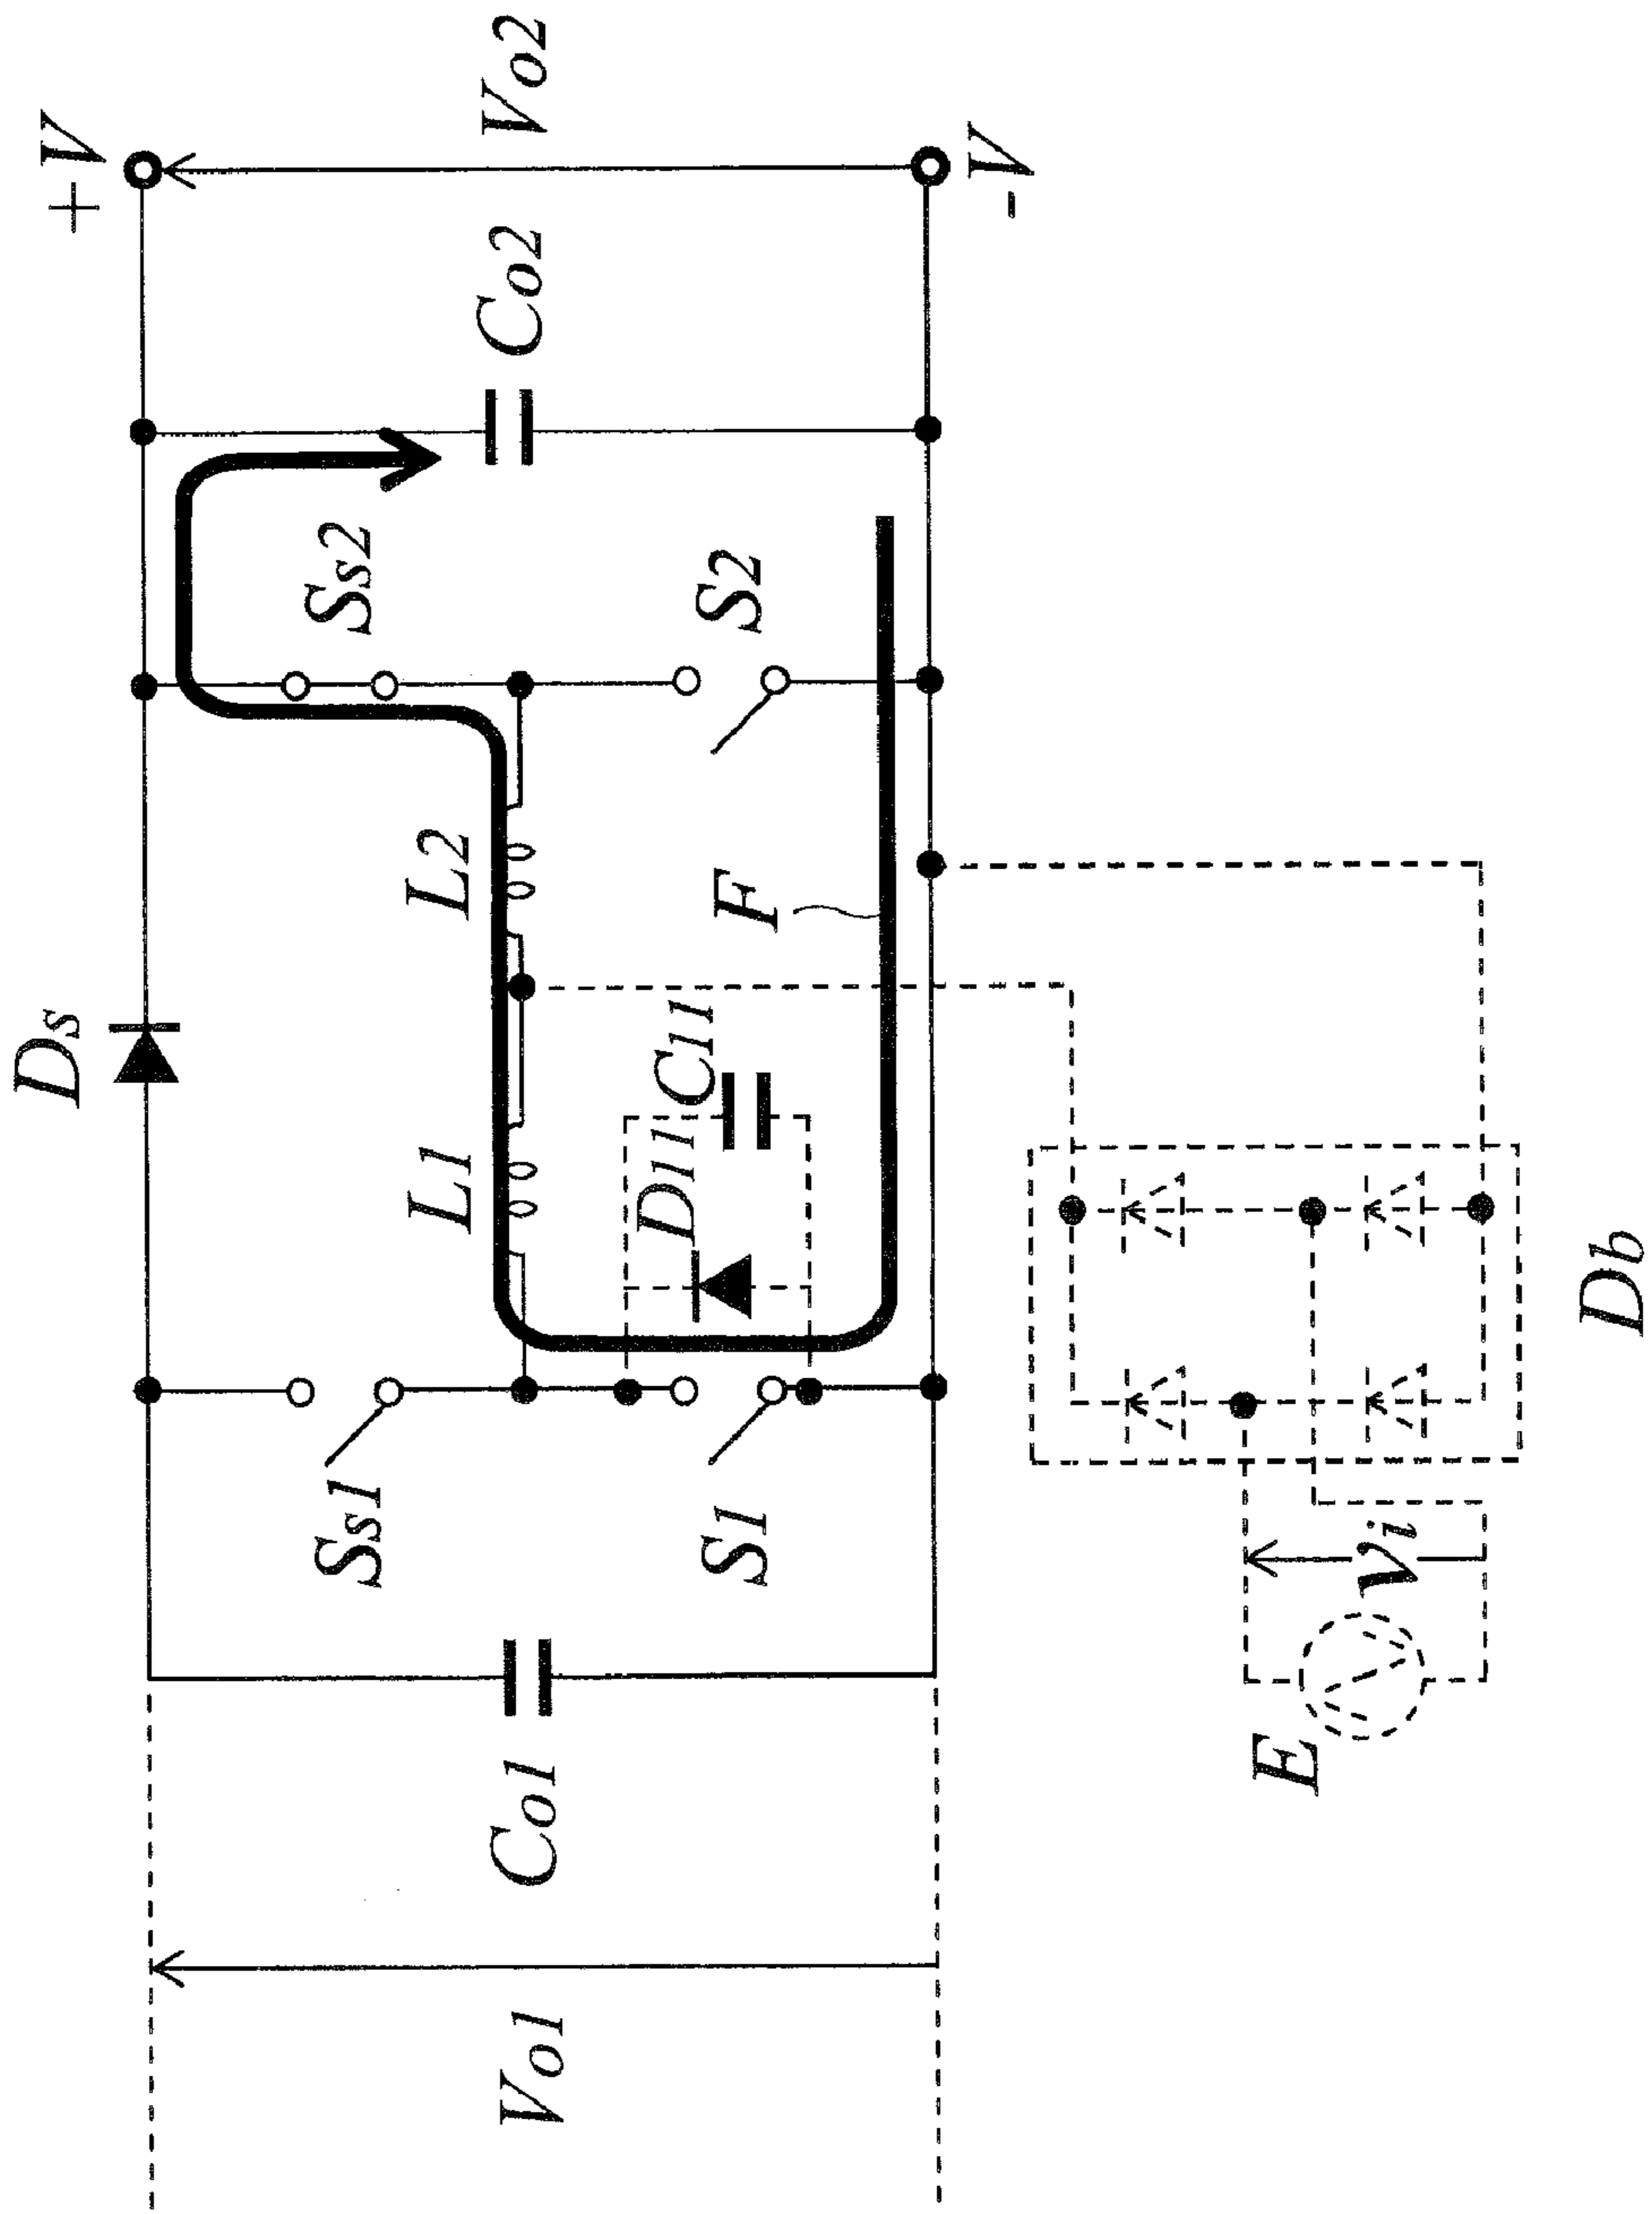 +V
Vo2
-V
Co2
Ss2
S2
L2
F
Ds
C11
L1
D11
Db
Ss1
S1
Vi
Co1
E
Vo1